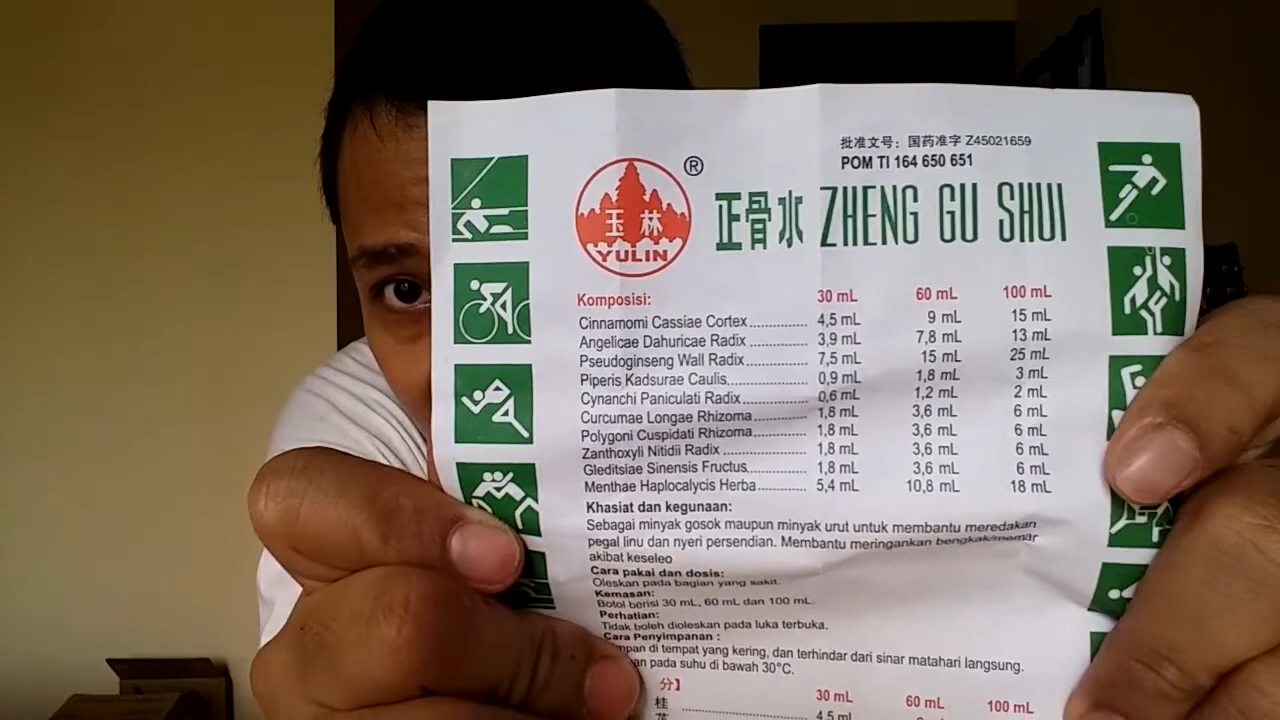 批准文号：国药准字 Z45021659
POM TI 164 650 651
®
玉林
YULIN
正骨水 ZHENG GU SHUI
Komposisi: 30 mL 60 mL 100 mL
Cinnamomi Cassiae Cortex 4,5 mL 9 mL 15 mL
Angelicae Dahuricae Radix 3,9 mL 7,8 mL 13 mL
Pseudoginseng Wall Radix 7,5 mL 15 mL 25 mL
Piperis Kadsurae Caulis 0,9 mL 1,8 mL 3 mL
Cynanchi Paniculati Radix 0,6 mL 1,2 mL 2 mL
Curcumae Longae Rhizoma 1,8 mL 3,6 mL 6 mL
Polygoni Cuspidati Rhizoma 1,8 mL 3,6 mL 6 mL
Zanthoxyli Nitidii Radix 1,8 mL 3,6 mL 6 mL
Gleditsiae Sinensis Fructus 1,8 mL 3,6 mL 6 mL
Menthae Haplocalycis Herba 5,4 mL 10,8 mL 18 mL
Khasiat dan kegunaan:
Sebagai minyak gosok maupun minyak urut untuk membantu meredakan
pegal linu dan nyeri persendian. Membantu meringankan bengkak/memar
akibat keseleo
Cara pakai dan dosis:
Oleskan pada bagian yang sakit.
Kemasan:
Botol berisi 30 mL, 60 mL dan 100 mL.
Perhatian:
Tidak boleh dioleskan pada luka terbuka.
Cara Penyimpanan :
mpan di tempat yang kering, dan terhindar dari sinar matahari langsung.
an pada suhu di bawah 30°C.
分】 30 mL 60 mL 100 mL
桂 4,5 mL